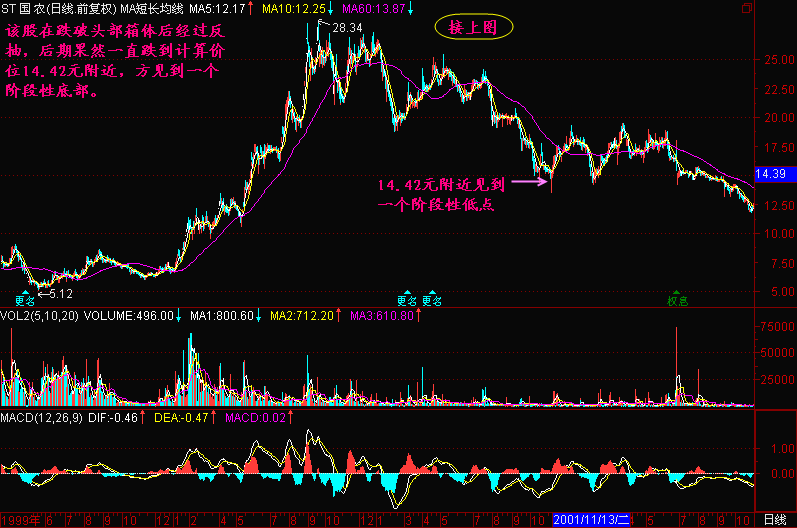 ST 国 农(日线.前复权) MA短长均线 MA5:12.17↑ MA10:12.25↓ MA60:13.87↓
该股在跌破头部箱体后经过反
抽，后期果然一直跌到计算价
位14.42元附近，方见到一个
阶段性底部。
接上图
28.34
25.00
22.50
20.00
17.50
14.39
14.42元附近见到
一个阶段性低点
12.50
10.00
7.50
5.00
5.12
更名
更名
更名
权息
VOL2(5,10,20) VOLUME:496.00↓ MA1:800.60↓ MA2:712.20↑ MA3:610.80↑
75000
50000
25000
MACD(12,26,9) DIF:-0.46↑ DEA:-0.47↑ MACD:0.02↑
1.00
0.00
1999年 6 7 8 9 10 12 1 2 4 5 7 8 9 10 12 1 3 4 5 7 8 9 10 2001/11/13/二 4 5 7 8 9 10 日线